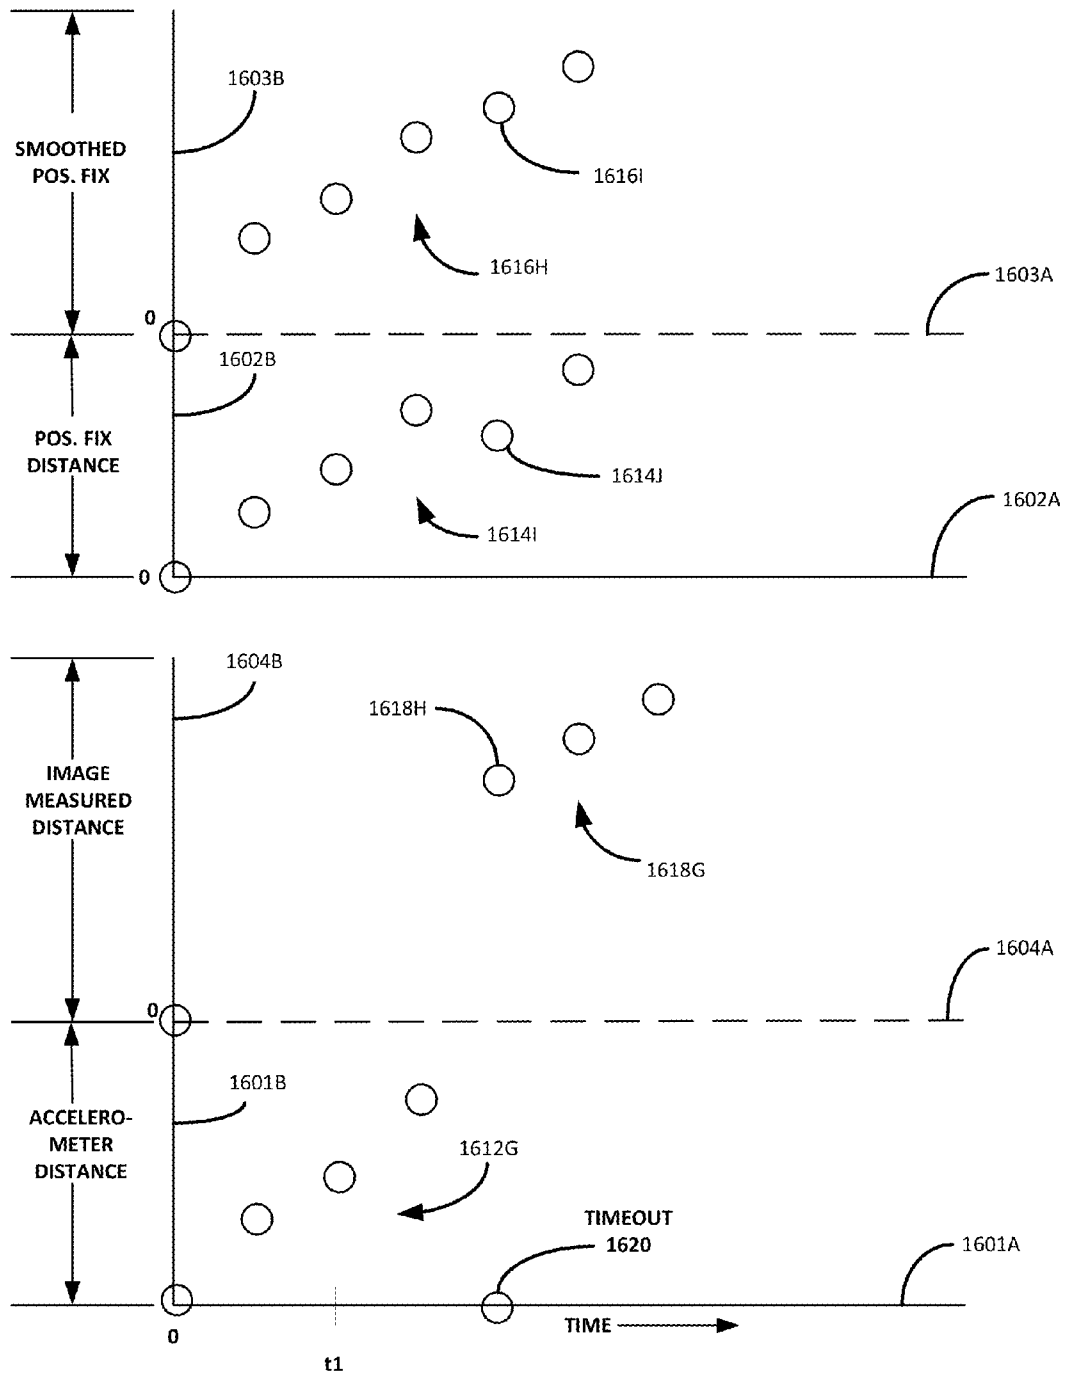 1603B
SMOOTHED
POS. FIX
1616I
1616H
1603A
0
1602B
POS. FIX
DISTANCE
1614J
1614I
1602A
0
1604B
1618H
IMAGE
MEASURED
DISTANCE
1618G
1604A
0
1601B
ACCELERO-
METER
DISTANCE
1612G
TIMEOUT
1620
1601A
TIME
0
t1